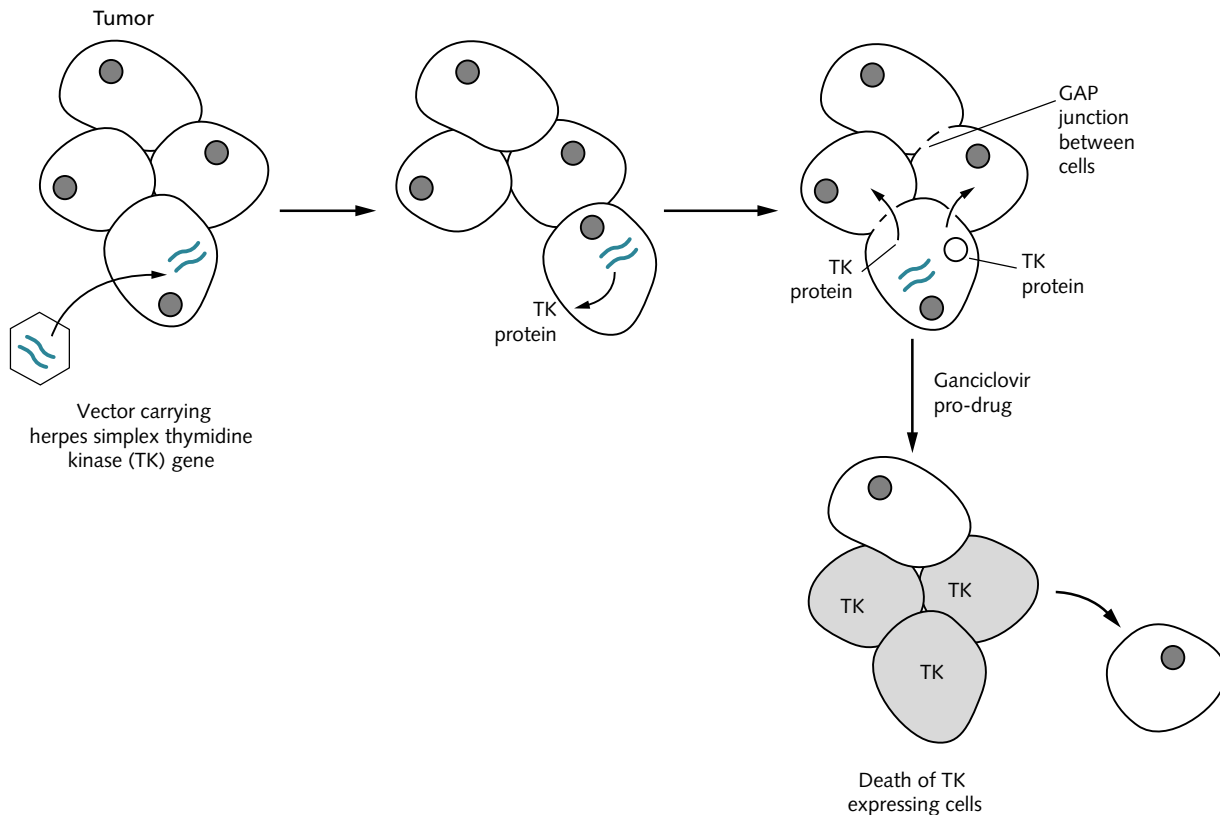 Tumor
GAP
junction
between
cells
TK
protein
TK
protein
TK
protein
Vector carrying
herpes simplex thymidine
kinase (TK) gene
Ganciclovir
pro-drug
TK
TK
TK
Death of TK
expressing cells